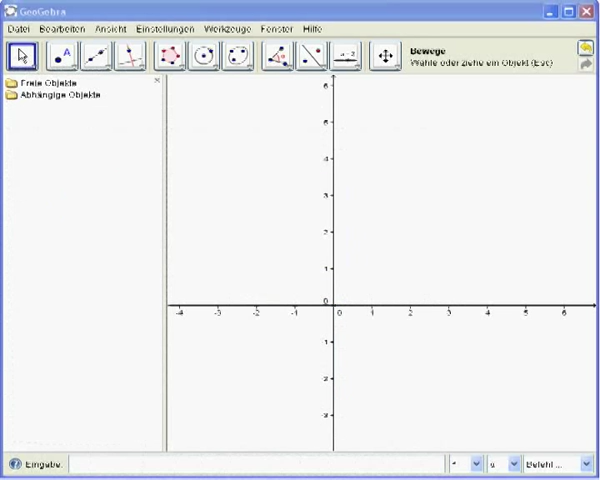 GeoGebra
Datei Bearbeiten Ansicht Einstellungen Werkzeuge Fenster Hilfe
A
a=2
Bewege
Wähle oder ziehe ein Objekt (Esc)
Freie Objekte
Abhängige Objekte
6
5
4
3
2
1
0
-4 -3 -2 -1 0 1 2 3 4 5 6
-1
-2
-3
Eingabe:
α
Befehl ...